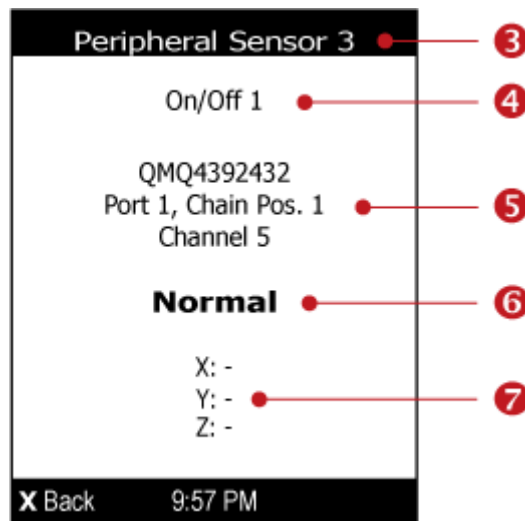 Peripheral Sensor 3
3
On/Off 1
4
QMQ4392432
Port 1, Chain Pos. 1
5
Channel 5
Normal
6
X: -
Y: -
7
Z: -
X Back 9:57 PM